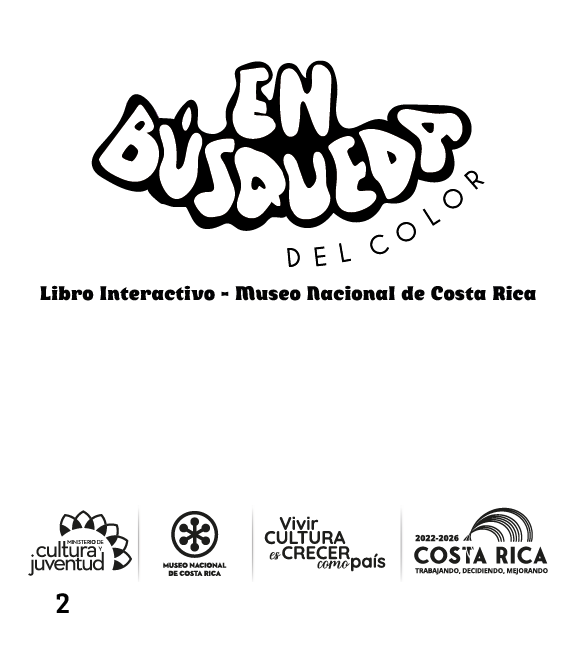 EN
BÚSQUEDA
DEL COLOR
Libro Interactivo - Museo Nacional de Costa Rica
MINISTERIO DE
cultura y
juventud
MUSEO NACIONAL
DE COSTA RICA
Vivir
CULTURA
es CRECER
como país
2022-2026
COSTA RICA
TRABAJANDO, DECIDIENDO, MEJORANDO
2